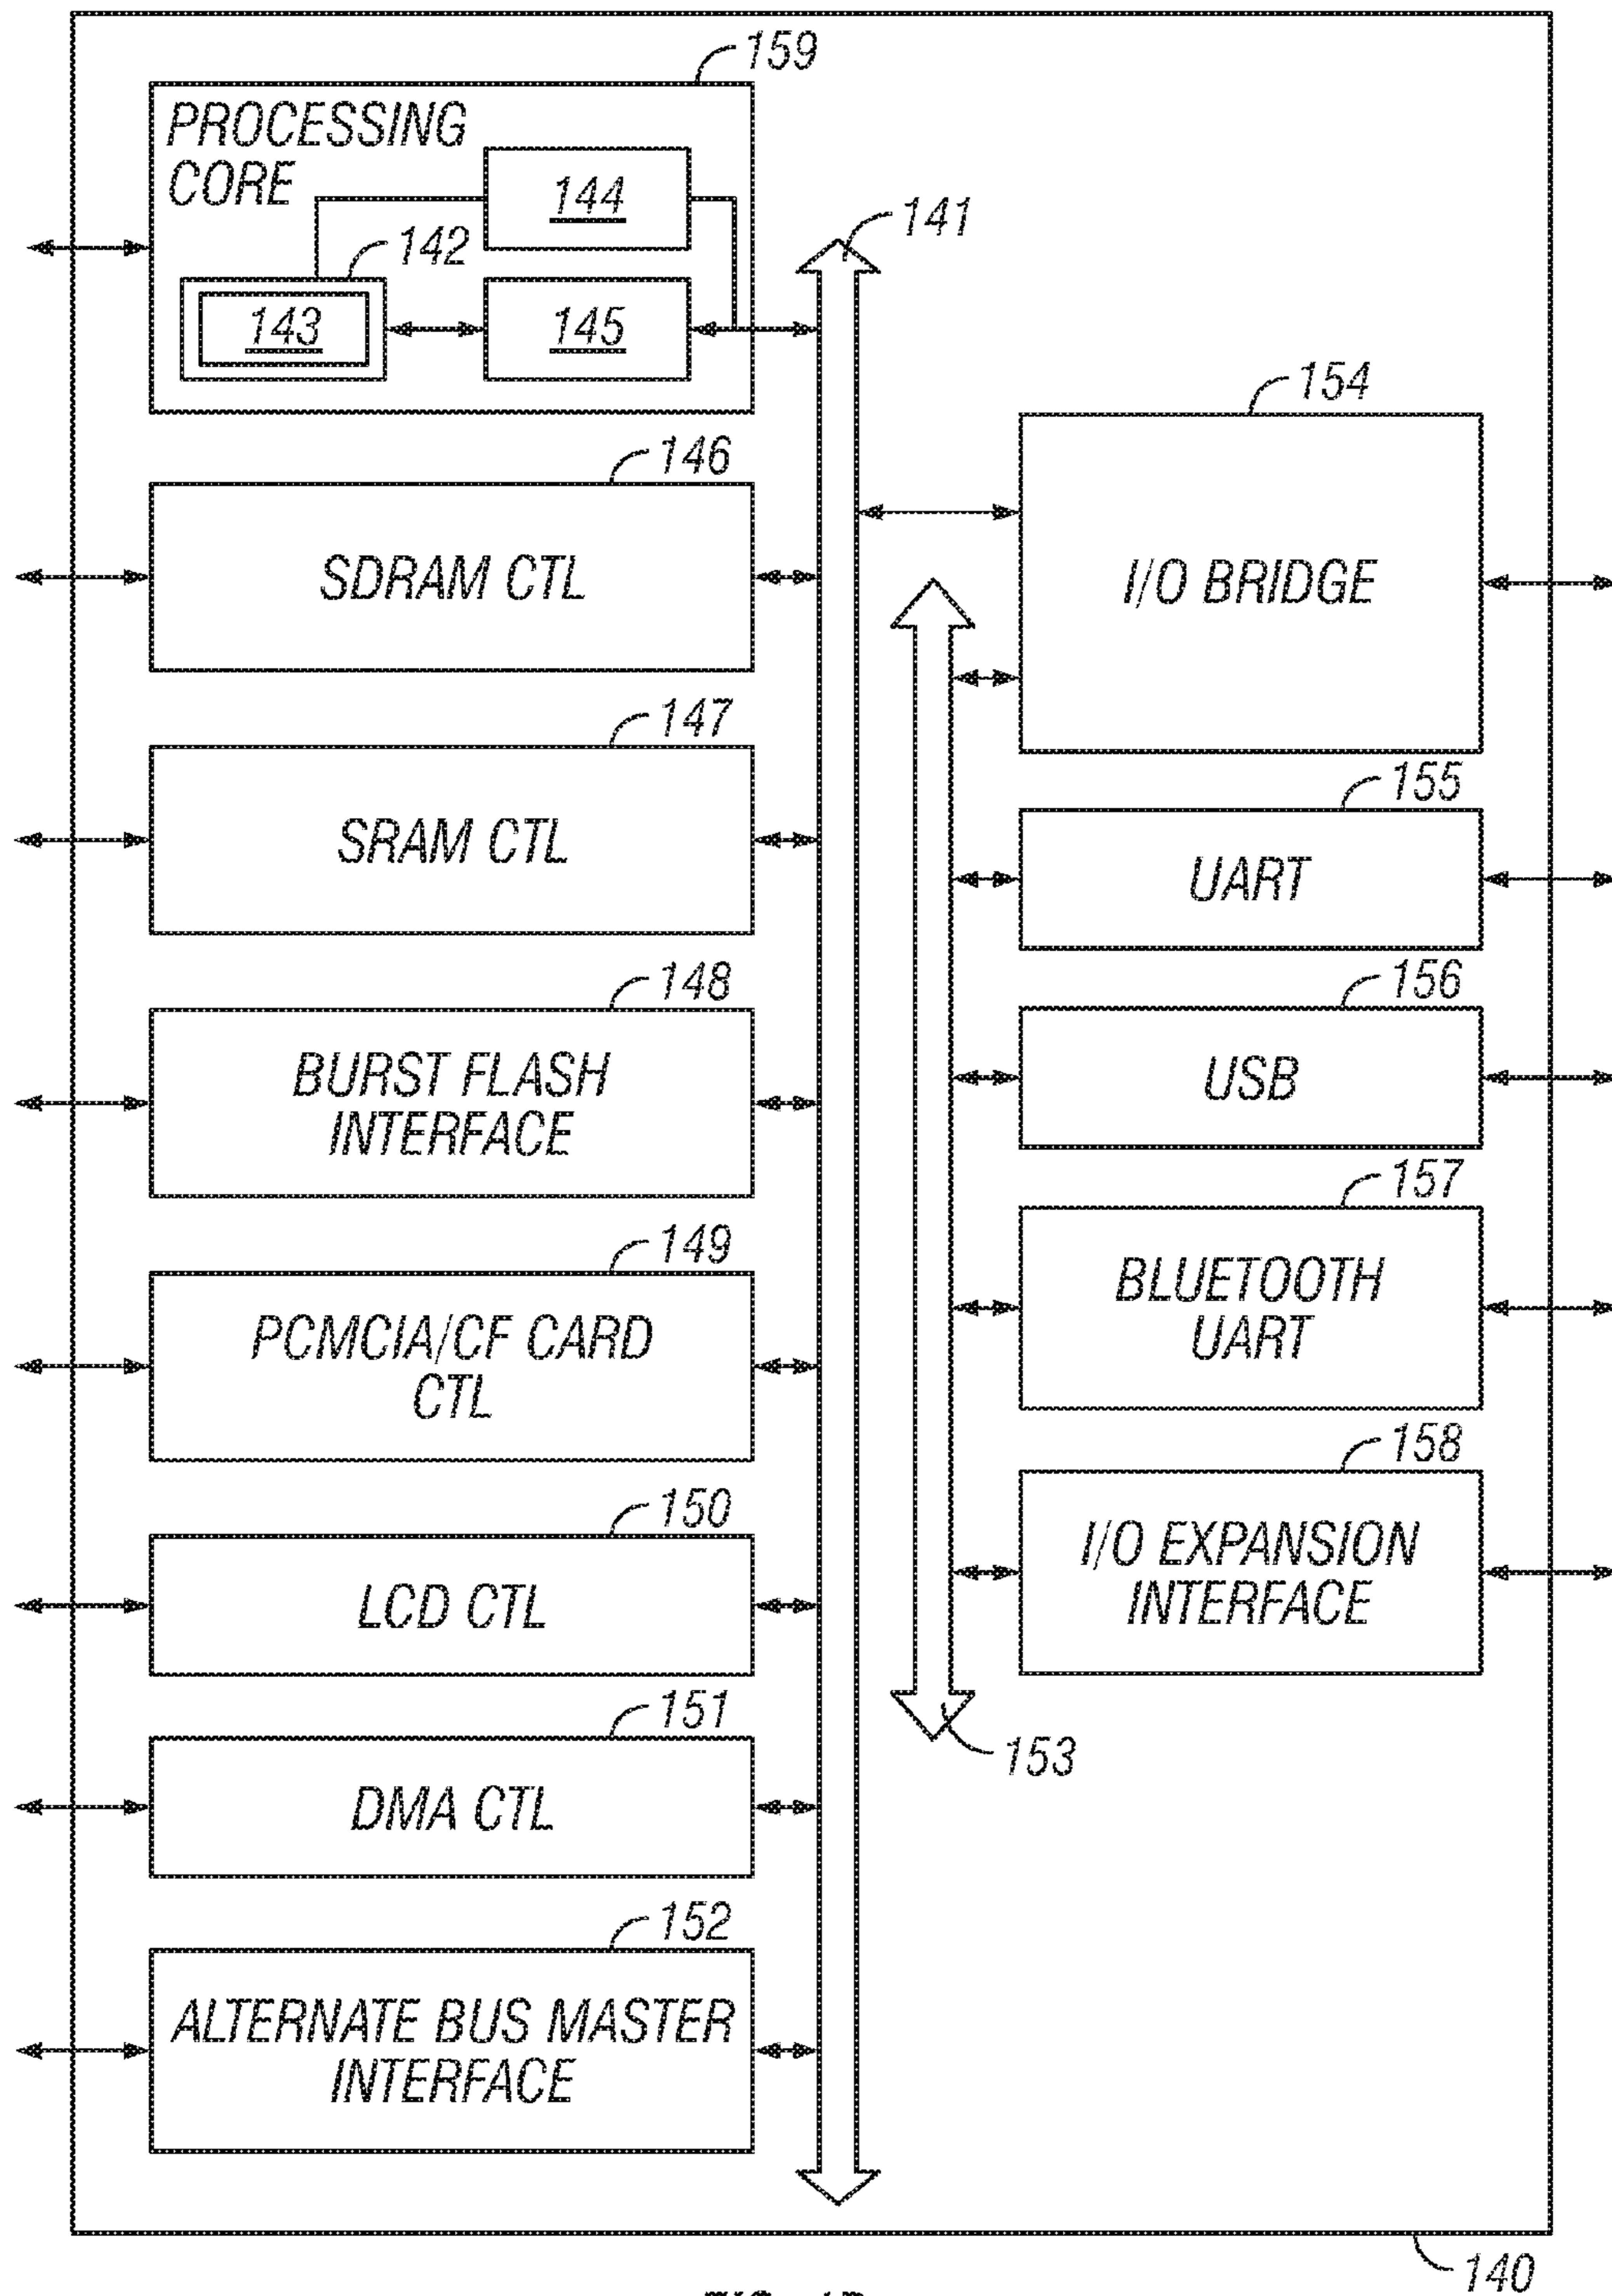 159
PROCESSING
CORE
144
142
143
145
141
154
I/O BRIDGE
146
SDRAM CTL
147
SRAM CTL
155
UART
148
BURST FLASH
INTERFACE
156
USB
149
PCMCIA/CF CARD
CTL
157
BLUETOOTH
UART
150
LCD CTL
158
I/O EXPANSION
INTERFACE
151
DMA CTL
153
152
ALTERNATE BUS MASTER
INTERFACE
140